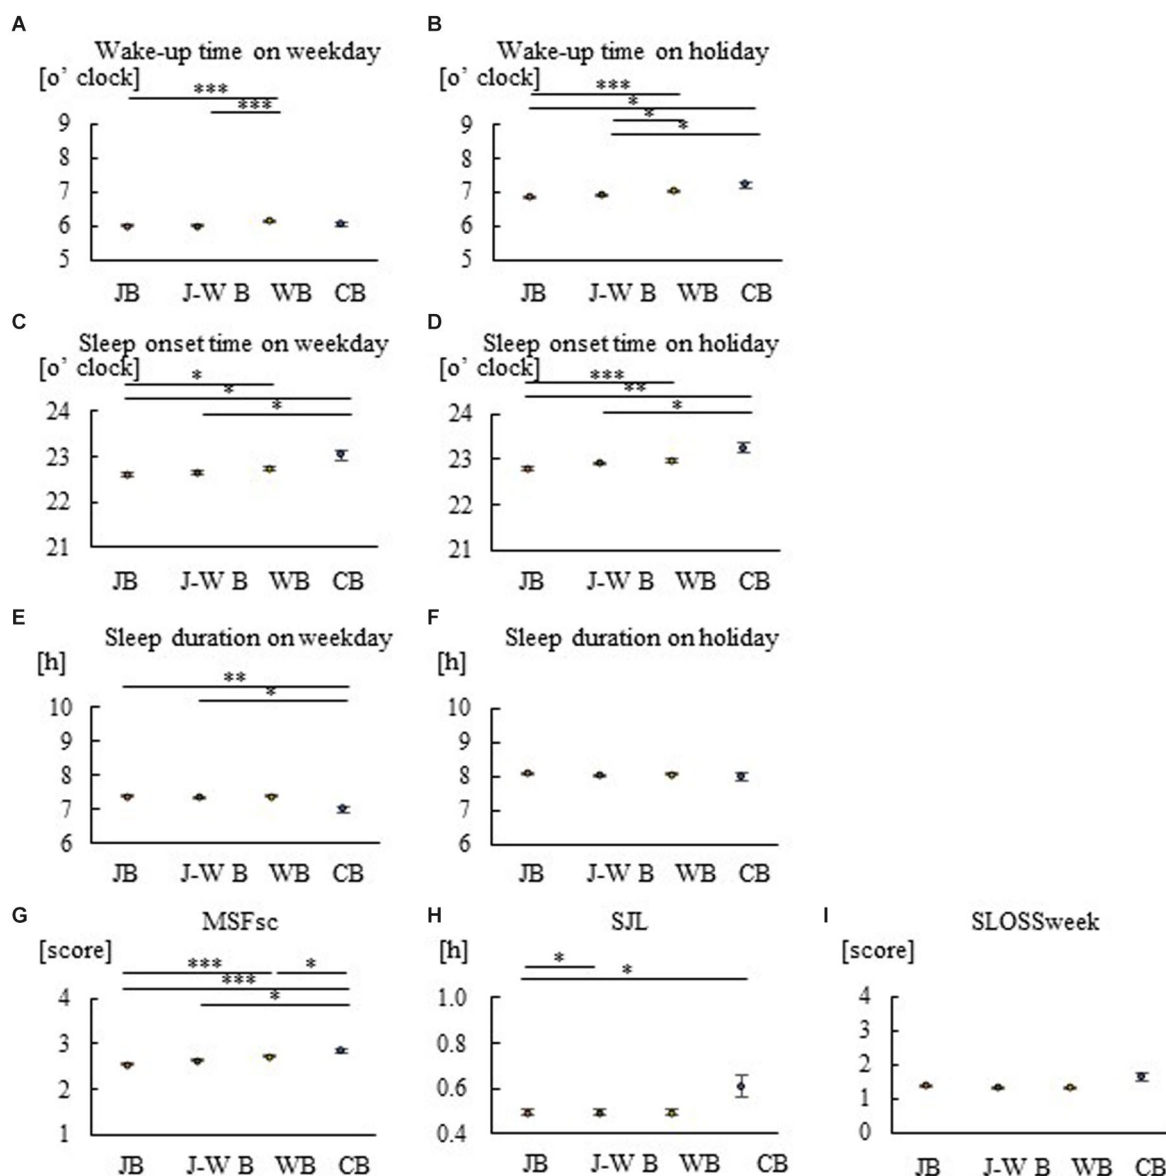 A
Wake-up time on weekday
[o’ clock]
***
***
9
8
7
6
5
JB J-W B WB CB
B
Wake-up time on holiday
[o’ clock]
***
*
*
*
9
8
7
6
5
JB J-W B WB CB
C
Sleep onset time on weekday
[o’ clock]
*
*
*
24
23
22
21
JB J-W B WB CB
D
Sleep onset time on holiday
[o’ clock]
***
**
*
24
23
22
21
JB J-W B WB CB
E
Sleep duration on weekday
[h]
**
*
10
9
8
7
6
JB J-W B WB CB
F
Sleep duration on holiday
[h]
10
9
8
7
6
JB J-W B WB CB
G
MSFsc
[score]
*** *
***
*
4
3
2
1
JB J-W B WB CB
H
SJL
[h]
*
*
1.0
0.8
0.6
0.4
JB J-W B WB CB
I
SLOSSweek
[score]
4
3
2
1
0
JB J-W B WB CB